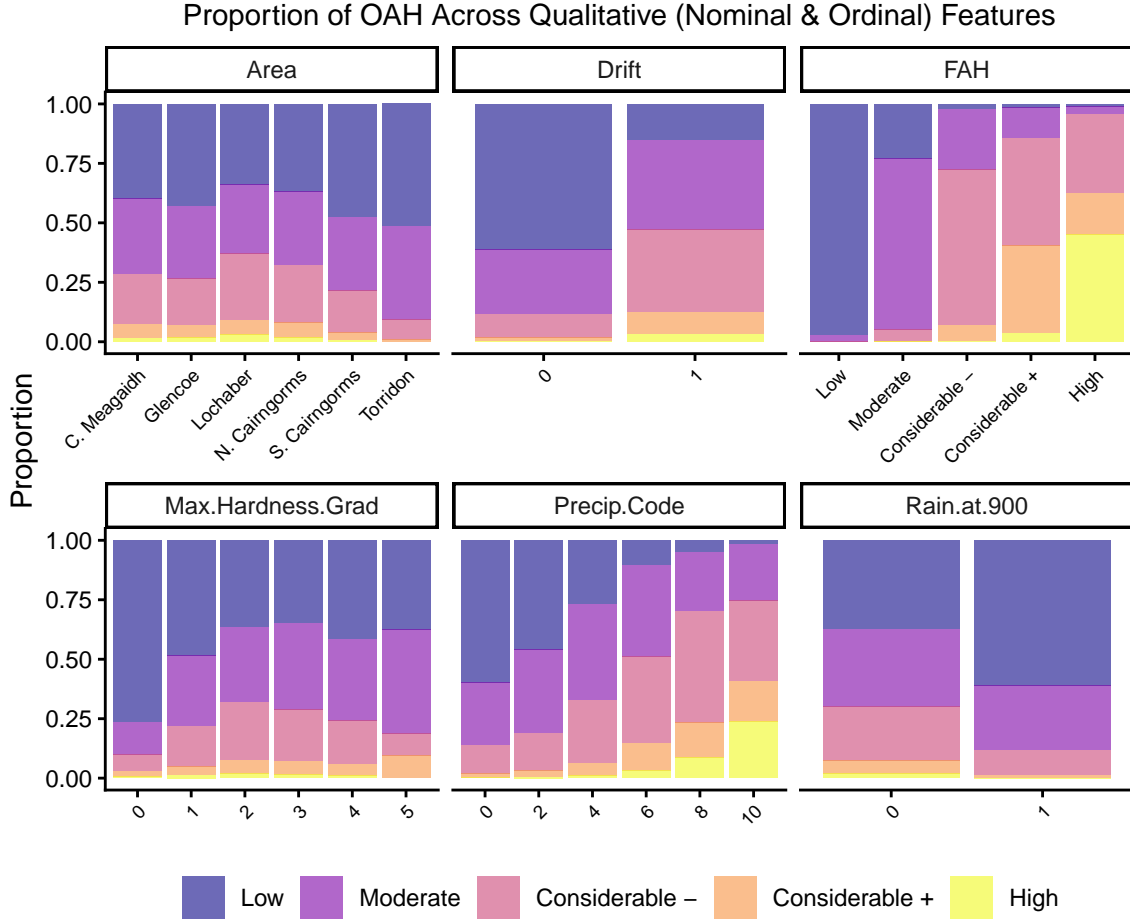 Proportion of OAH Across Qualitative (Nominal & Ordinal) Features
Area
Drift
FAH
1.00
0.75
0.50
0.25
0.00
C. Meagaidh
Glencoe
Lochaber
N. Cairngorms
S. Cairngorms
Torridon
0
1
Low
Moderate
Considerable −
Considerable +
High
Proportion
Max.Hardness.Grad
Precip.Code
Rain.at.900
1.00
0.75
0.50
0.25
0.00
0
1
2
3
4
5
0
2
4
6
8
10
0
1
Low
Moderate
Considerable −
Considerable +
High